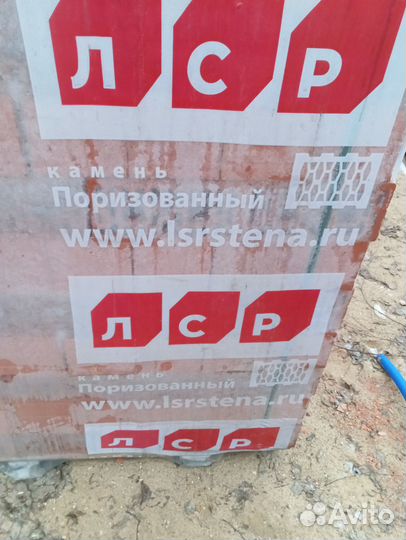 ЛСР
камень
Поризованный
www.lsrstena.ru
ЛСР
камень
Поризованный
www.lsrstena.ru
ЛСР
Avito